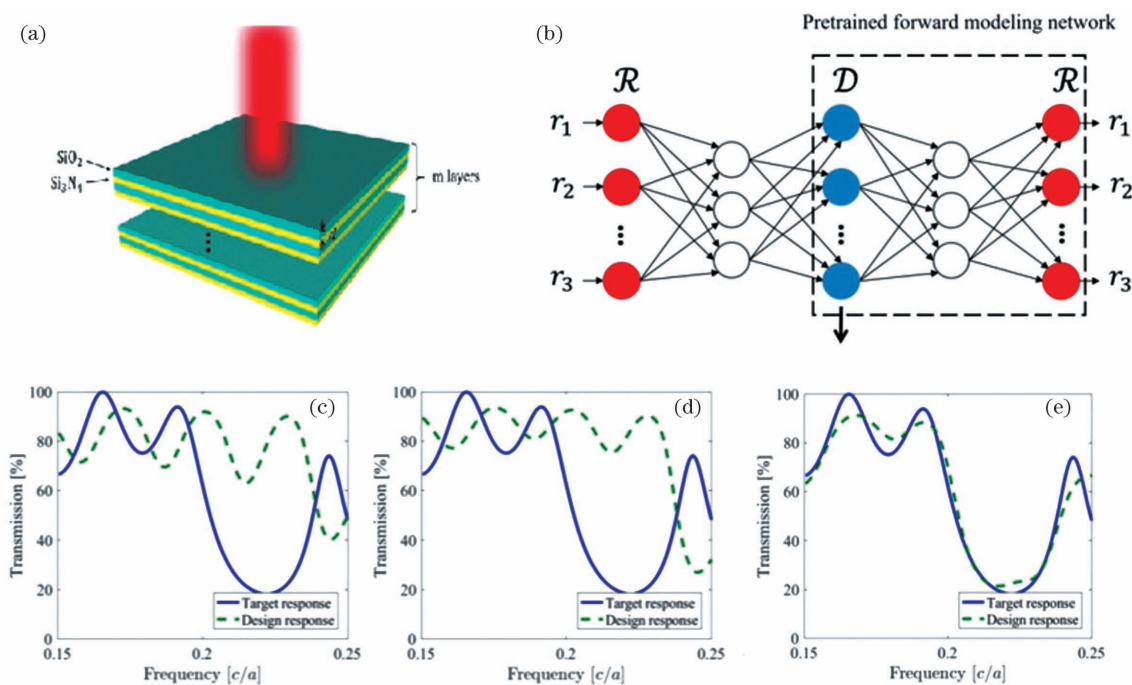 (a)
SiO2
Si3N4
m layers
(b)
Pretrained forward modeling network
ℛ
𝒟
ℛ
r1
r1
r2
r2
r3
r3
(c)
Transmission [%]
100
80
60
40
20
0
0.15
0.2
0.25
Frequency [c/a]
Target response
Design response
(d)
Transmission [%]
100
80
60
40
20
0
0.15
0.2
0.25
Frequency [c/a]
Target response
Design response
(e)
Transmission [%]
100
80
60
40
20
0
0.15
0.2
0.25
Frequency [c/a]
Target response
Design response